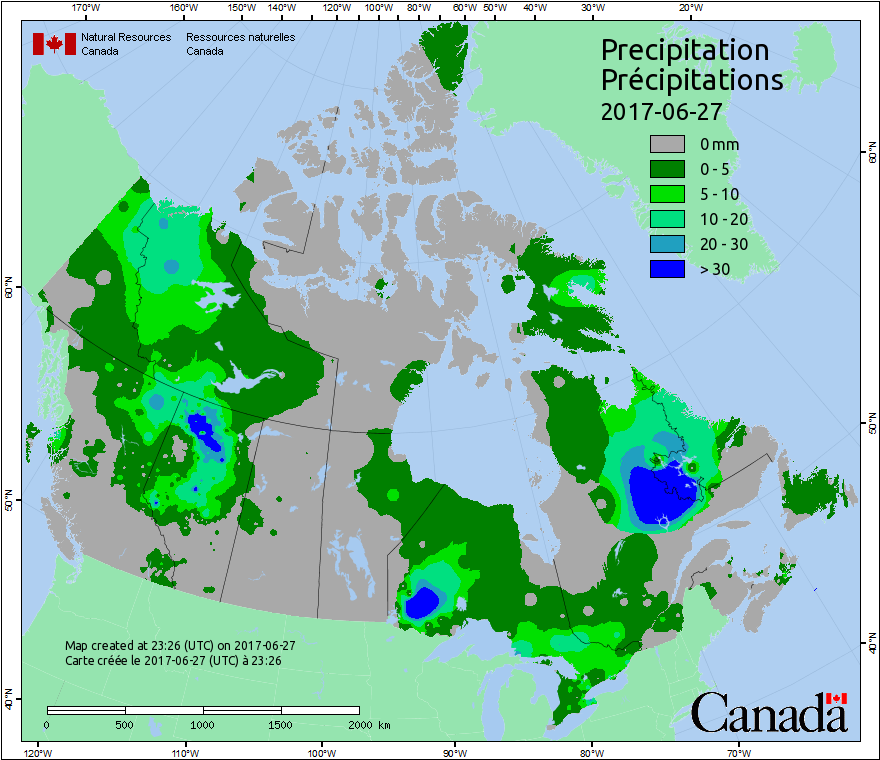 170°W 160°W 150°W 140°W 120°W 100°W 80°W 60°W 50°W 40°W 30°W 20°W
Natural Resources Ressources naturelles
Canada Canada
Precipitation
Précipitations
2017-06-27
0 mm
0 - 5
5 - 10
10 - 20
20 - 30
> 30
60°N 60°N
50°N 50°N
40°N 40°N
Map created at 23:26 (UTC) on 2017-06-27
Carte créée le 2017-06-27 (UTC) à 23:26
0 500 1000 1500 2000 km
Canada
120°W 110°W 100°W 90°W 80°W 70°W